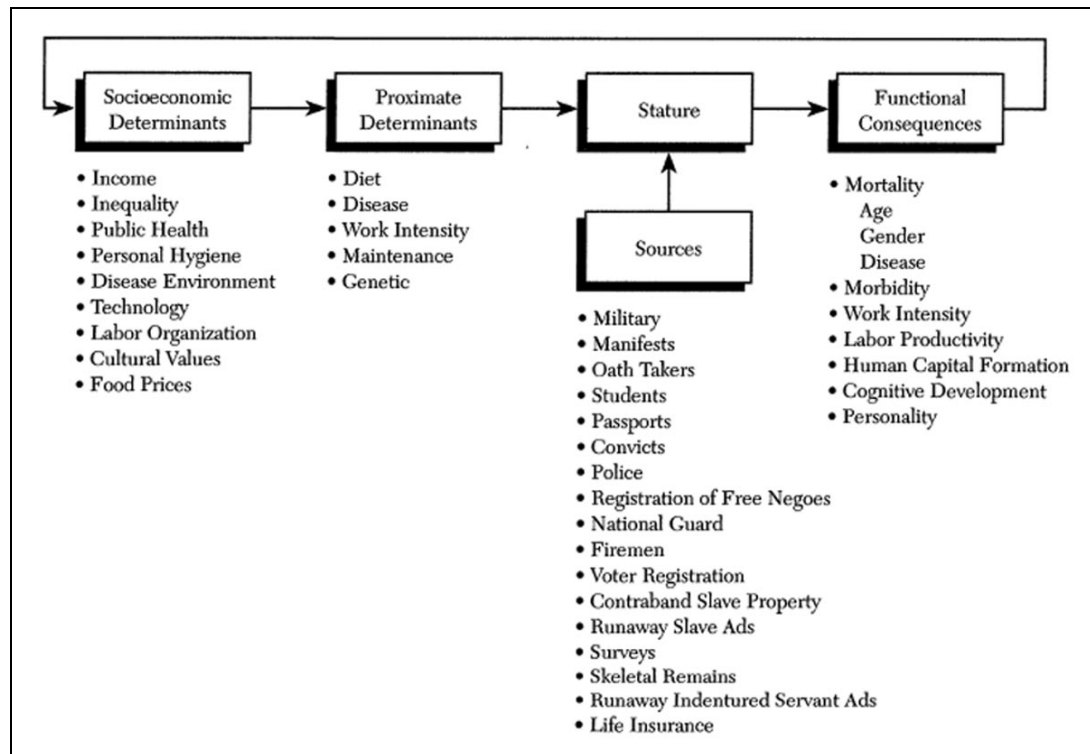 Socioeconomic
Determinants
Proximate
Determinants
Stature
Functional
Consequences
• Income
• Inequality
• Public Health
• Personal Hygiene
• Disease Environment
• Technology
• Labor Organization
• Cultural Values
• Food Prices
• Diet
• Disease
• Work Intensity
• Maintenance
• Genetic
Sources
• Military
• Manifests
• Oath Takers
• Students
• Passports
• Convicts
• Police
• Registration of Free Negoes
• National Guard
• Firemen
• Voter Registration
• Contraband Slave Property
• Runaway Slave Ads
• Surveys
• Skeletal Remains
• Runaway Indentured Servant Ads
• Life Insurance
• Mortality
Age
Gender
Disease
• Morbidity
• Work Intensity
• Labor Productivity
• Human Capital Formation
• Cognitive Development
• Personality